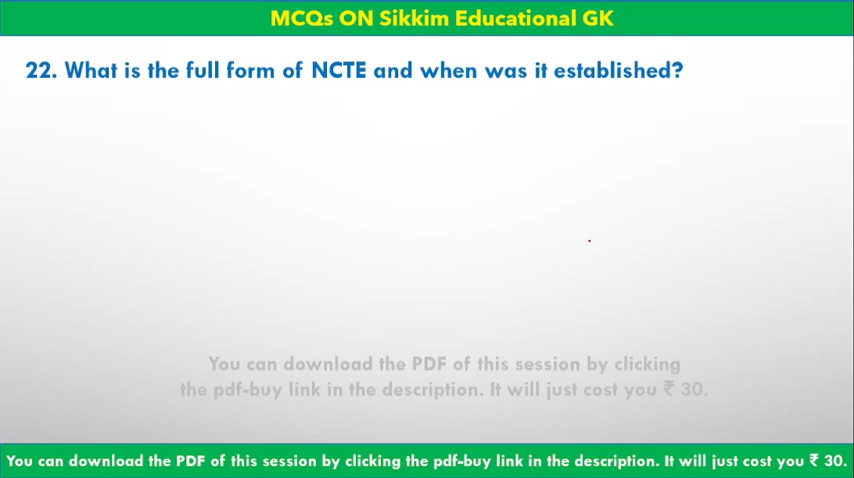 MCQs ON Sikkim Educational GK
22. What is the full form of NCTE and when was it established?
You can download the PDF of this session by clicking
the pdf-buy link in the description. It will just cost you ₹ 30.
You can download the PDF of this session by clicking the pdf-buy link in the description. It will just cost you ₹ 30.